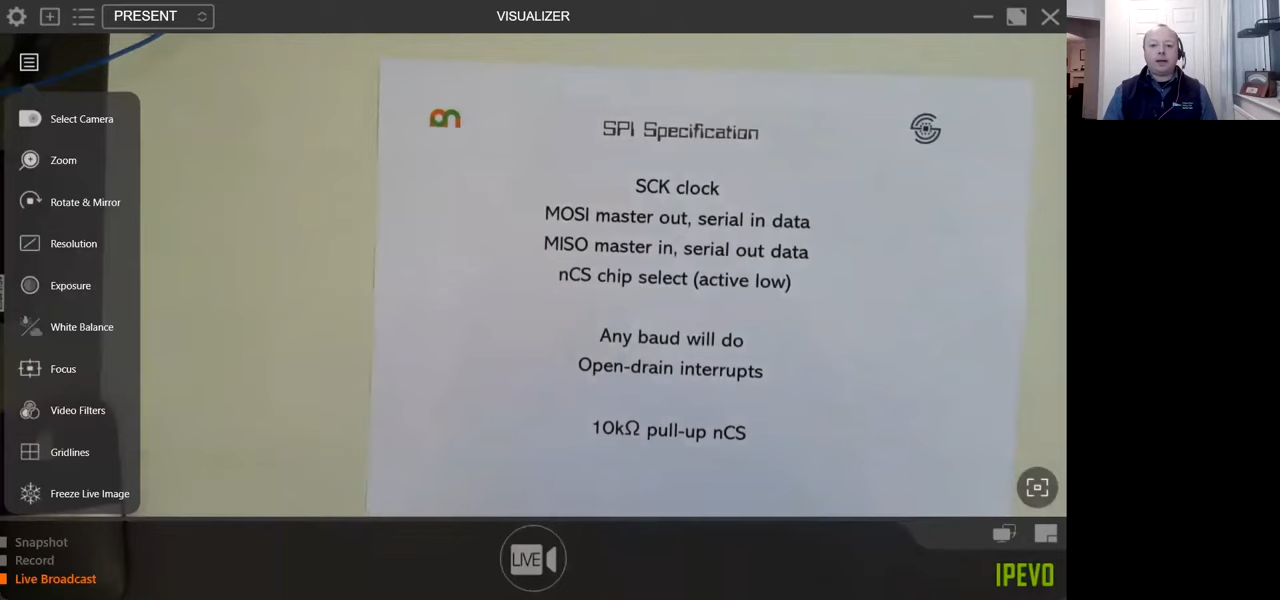 PRESENT
VISUALIZER
Select Camera
Zoom
Rotate & Mirror
Resolution
Exposure
White Balance
Focus
Video Filters
Gridlines
Freeze Live Image
SPI Specification
SCK clock
MOSI master out, serial in data
MISO master in, serial out data
nCS chip select (active low)
Any baud will do
Open-drain interrupts
10kΩ pull-up nCS
Snapshot
Record
Live Broadcast
LIVE
IPEVO